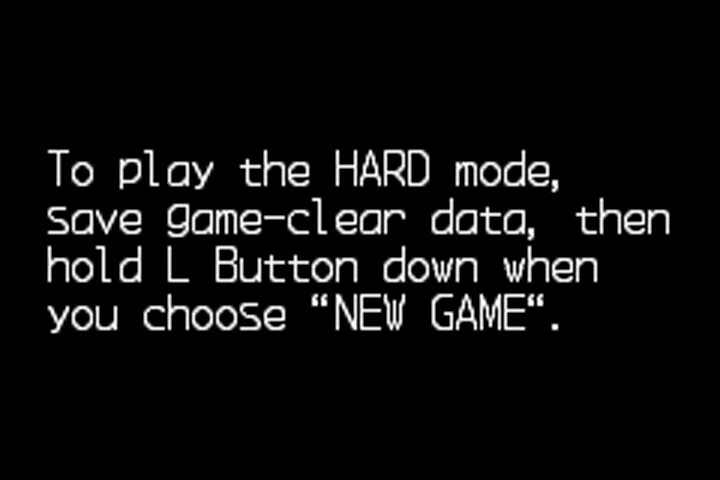 To play the HARD mode,
save game-clear data, then
hold L Button down when
you choose “NEW GAME“.